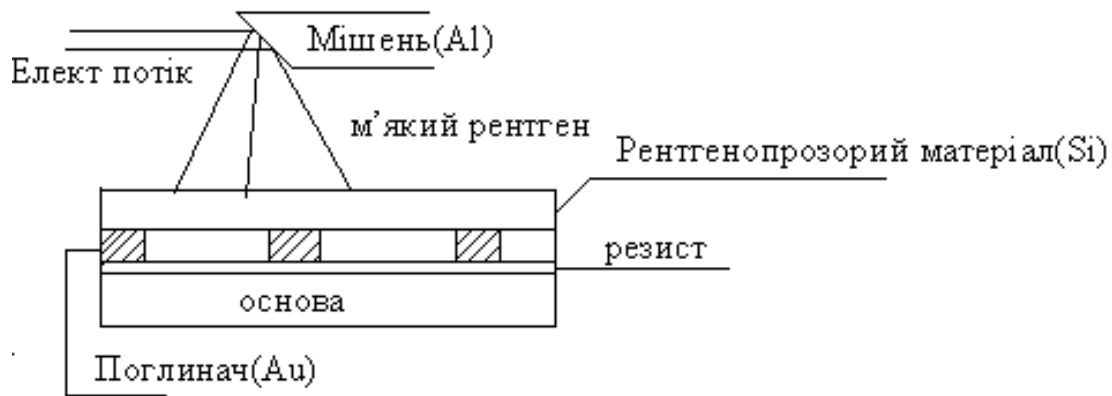 Мішень(Al)
Елект потік
м’який рентген
Рентгенопрозорий матеріал(Si)
резист
основа
Поглинач(Au)